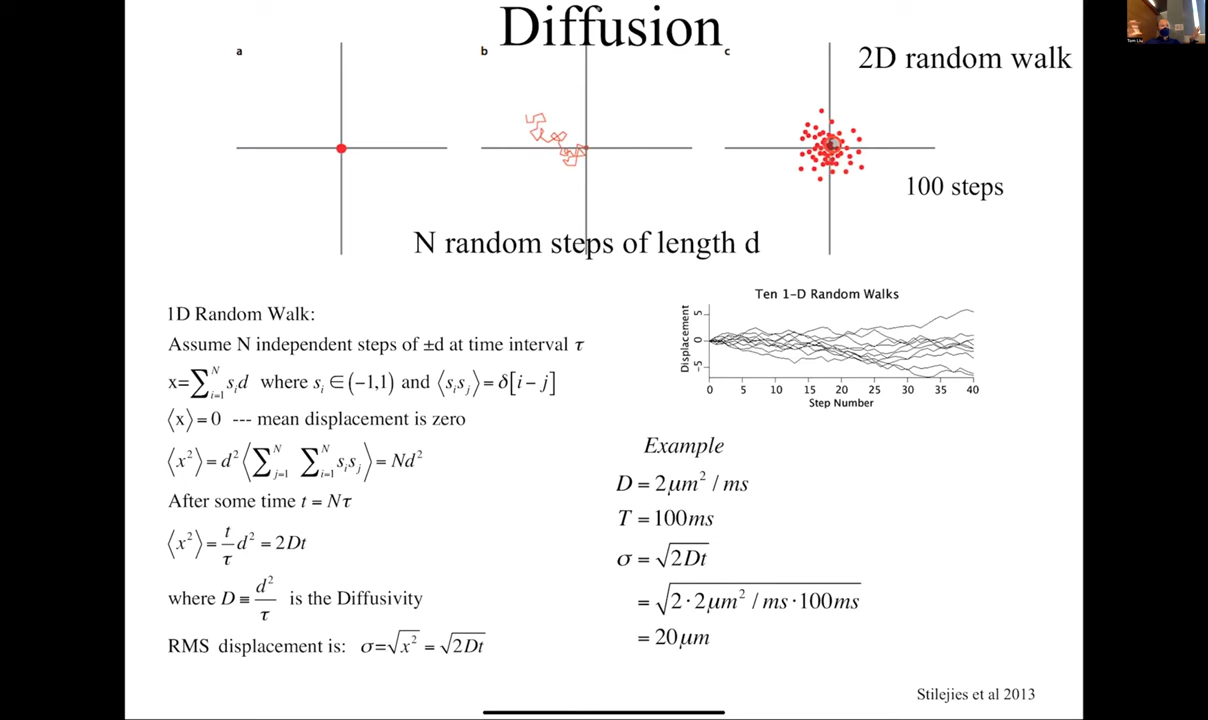 Diffusion
a
b
c
2D random walk
100 steps
N random steps of length d
1D Random Walk:
Assume N independent steps of ±d at time interval τ
x=∑_{i=1}^{N} s_i d where s_i ∈ (−1,1) and ⟨s_i s_j⟩ = δ[i − j]
⟨x⟩ = 0 --- mean displacement is zero
⟨x²⟩ = d² ⟨∑_{j=1}^{N} ∑_{i=1}^{N} s_i s_j⟩ = Nd²
After some time t = Nτ
⟨x²⟩ = t/τ d² = 2Dt
where D ≡ d²/τ is the Diffusivity
RMS displacement is: σ=√x² = √2Dt
Ten 1-D Random Walks
Displacement
5
0
-5
0 5 10 15 20 25 30 35 40
Step Number
Example
D = 2μm² / ms
T = 100ms
σ = √2Dt
= √2 · 2μm² / ms · 100ms
= 20μm
Stilejies et al 2013
Tom Liu